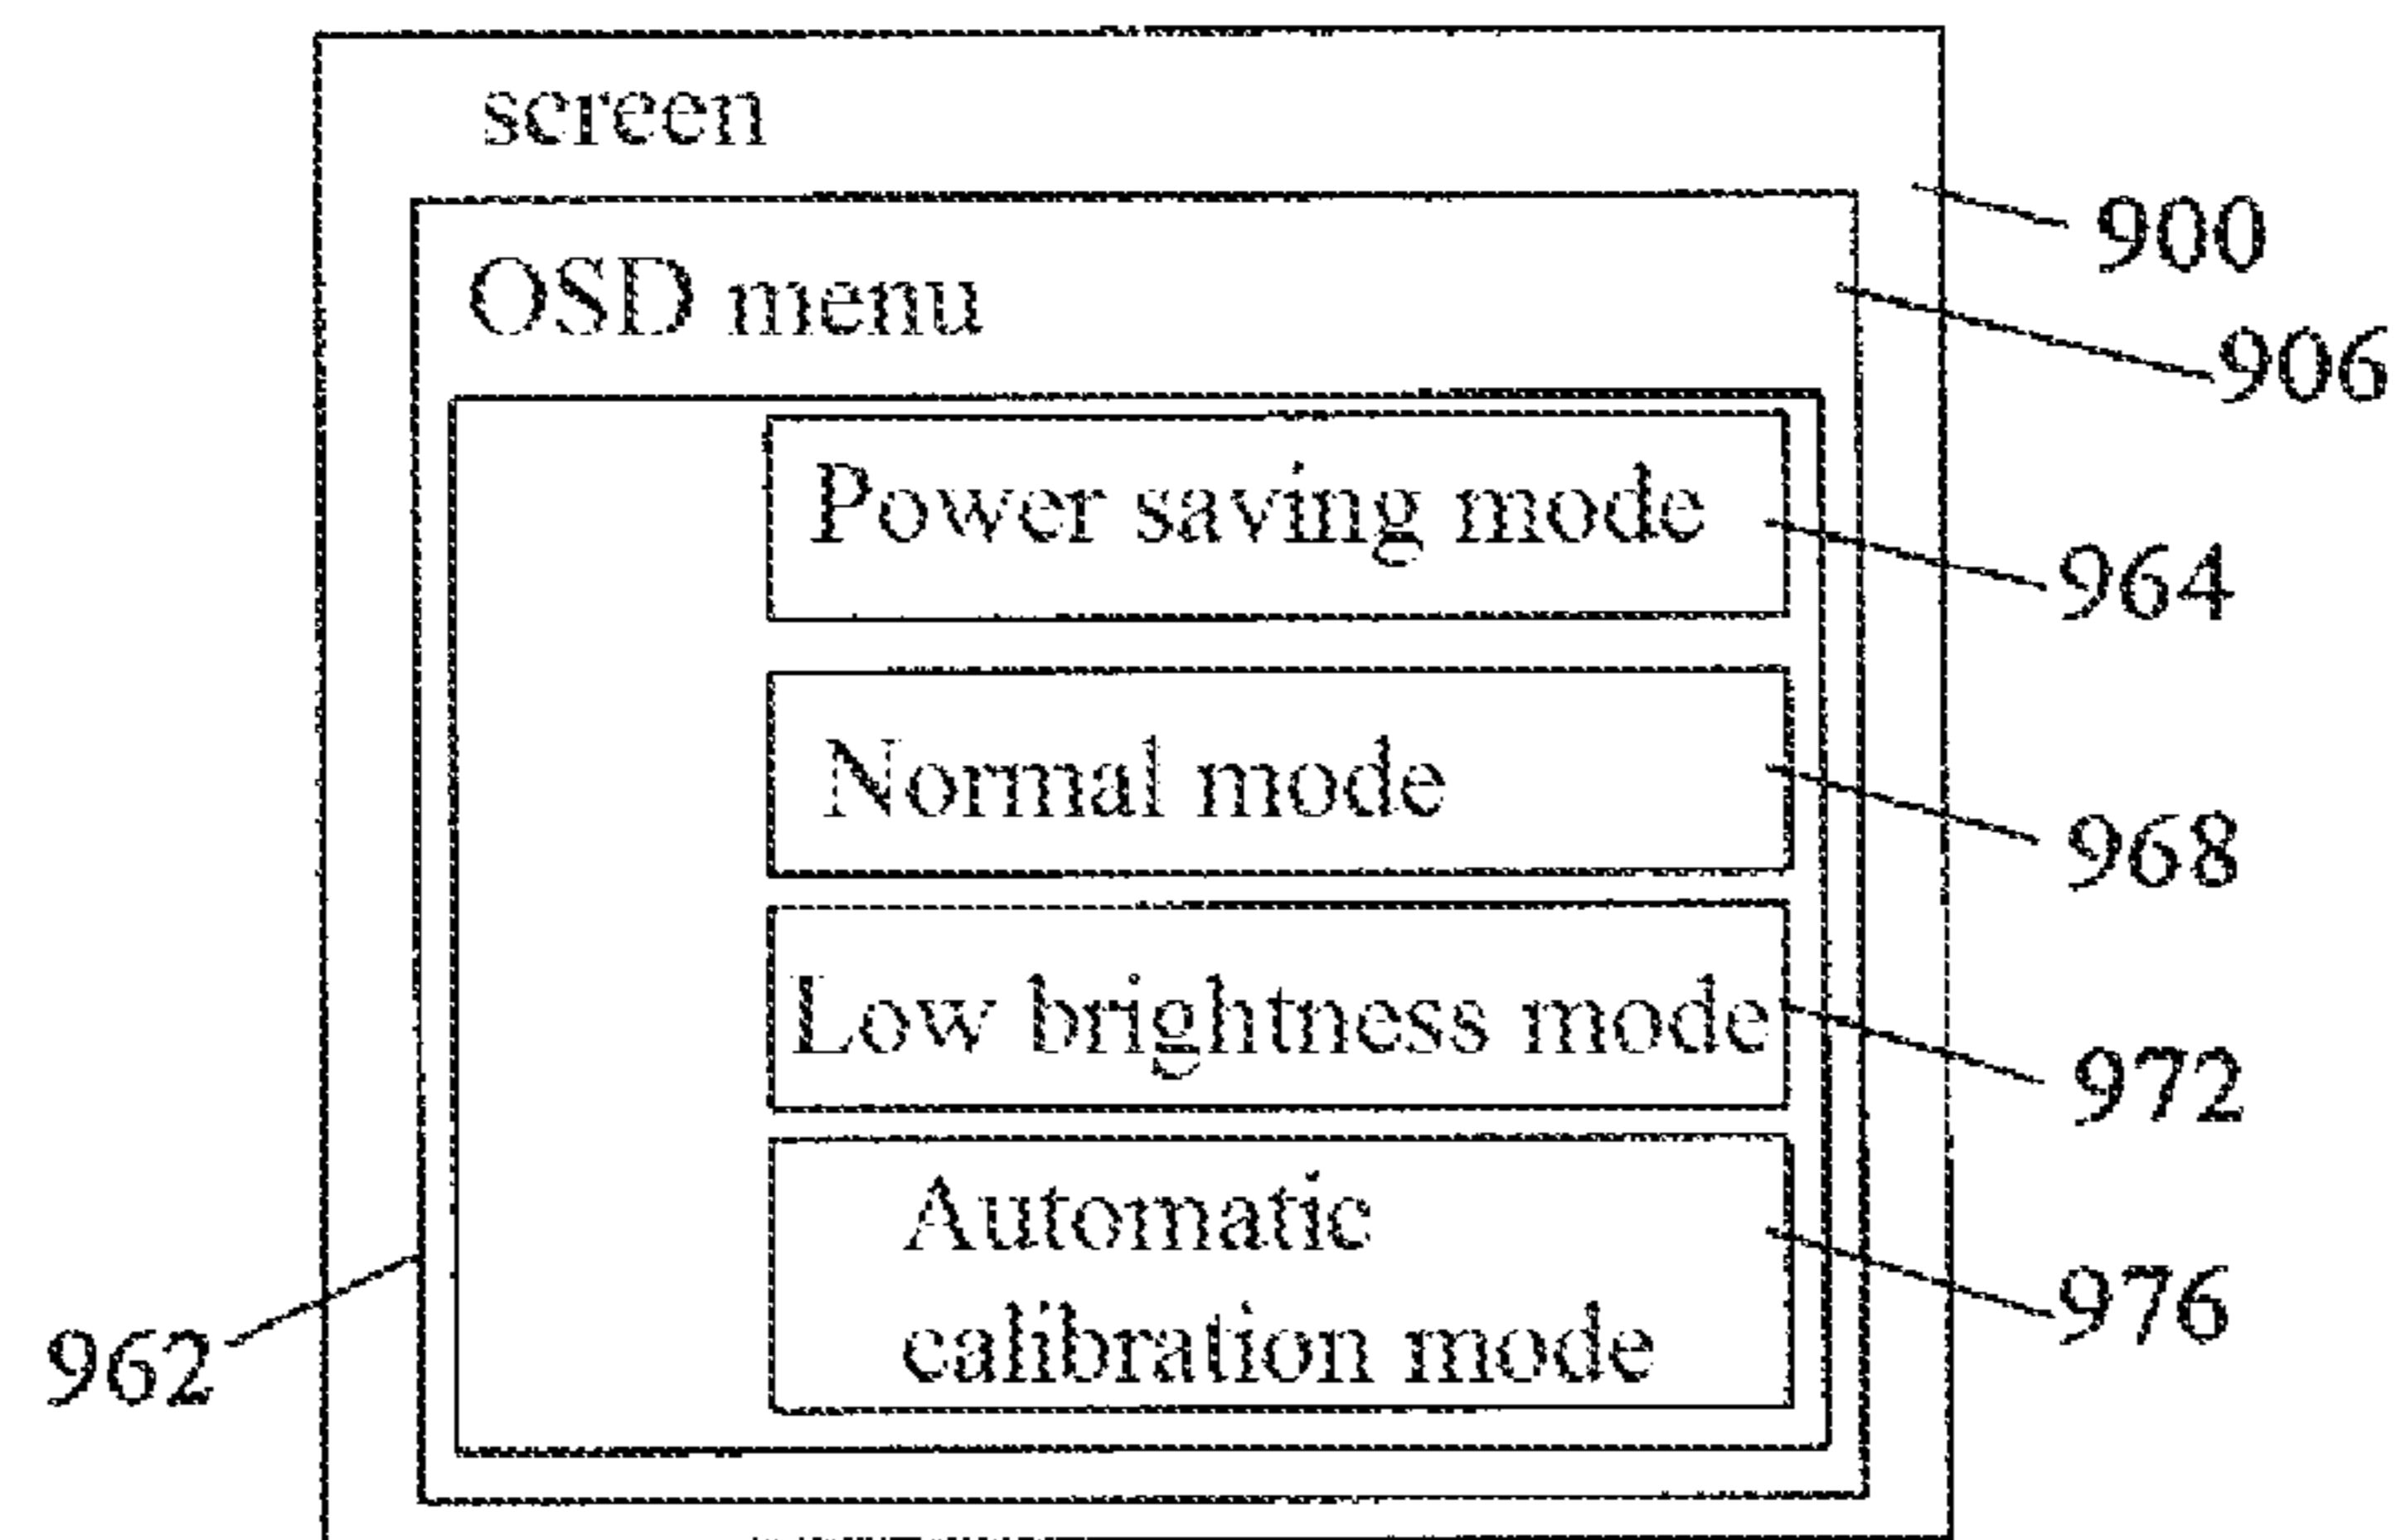 screen
900
OSD menu
906
Power saving mode
964
Normal mode
968
Low brightness mode
972
Automatic
calibration mode
976
962